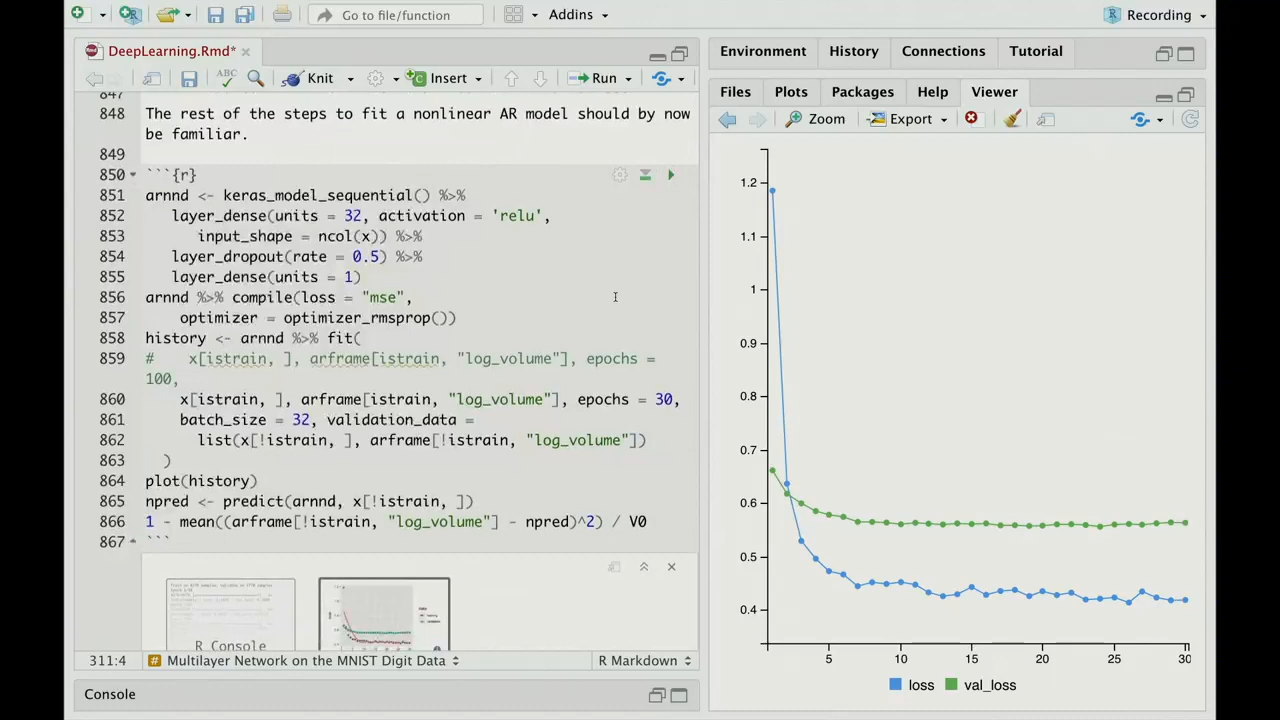 Go to file/function
Addins
Recording
DeepLearning.Rmd*
Knit
Insert
Run
847
848 The rest of the steps to fit a nonlinear AR model should by now
be familiar.
849
850 ```{r}
851 arnnd <- keras_model_sequential() %>%
852 layer_dense(units = 32, activation = 'relu',
853 input_shape = ncol(x)) %>%
854 layer_dropout(rate = 0.5) %>%
855 layer_dense(units = 1)
856 arnnd %>% compile(loss = "mse",
857 optimizer = optimizer_rmsprop())
858 history <- arnnd %>% fit(
859 # x[istrain, ], arframe[istrain, "log_volume"], epochs =
100,
860 x[istrain, ], arframe[istrain, "log_volume"], epochs = 30,
861 batch_size = 32, validation_data =
862 list(x[!istrain, ], arframe[!istrain, "log_volume"])
863 )
864 plot(history)
865 npred <- predict(arnnd, x[!istrain, ])
866 1 - mean((arframe[!istrain, "log_volume"] - npred)^2) / V0
867 ```
R Console
311:4 # Multilayer Network on the MNIST Digit Data R Markdown
Console
Environment History Connections Tutorial
Files Plots Packages Help Viewer
Zoom Export
1.2
1.1
1
0.9
0.8
0.7
0.6
0.5
0.4
5 10 15 20 25 30
loss val_loss